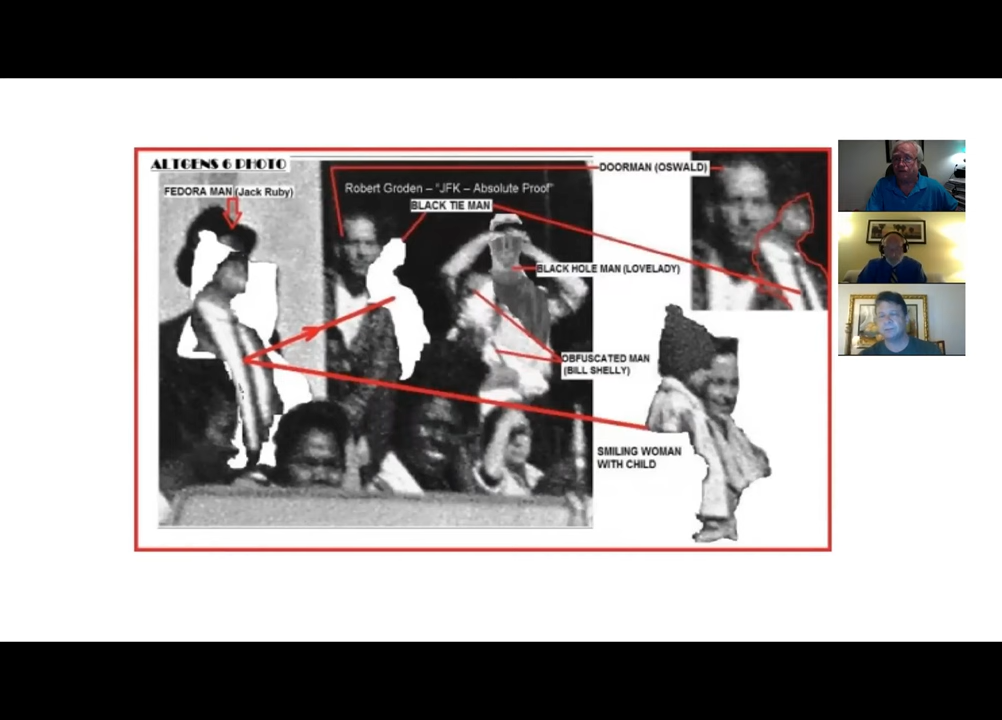 ALTGENS 6 PHOTO
FEDORA MAN (Jack Ruby)
Robert Groden – "JFK – Absolute Proof"
BLACK TIE MAN
DOORMAN (OSWALD)
BLACK HOLE MAN (LOVELADY)
OBFUSCATED MAN
(BILL SHELLY)
SMILING WOMAN
WITH CHILD